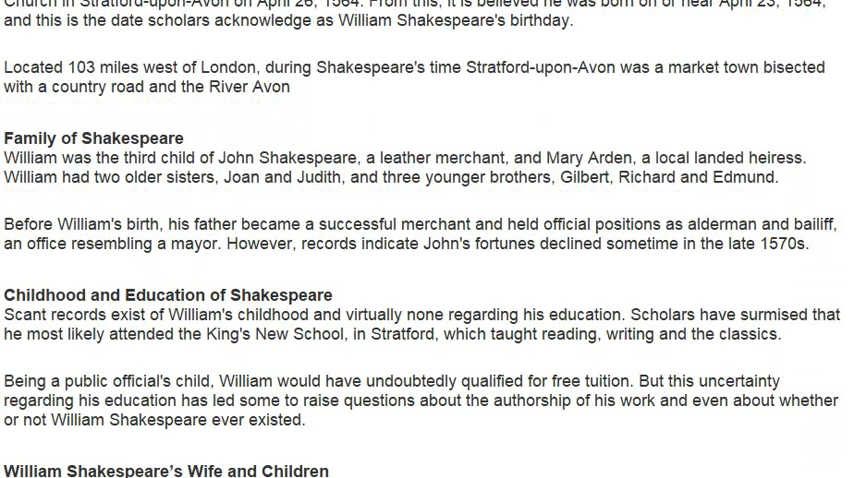 Church in Stratford-upon-Avon on April 26, 1564. From this, it is believed he was born on or near April 23, 1564,
and this is the date scholars acknowledge as William Shakespeare's birthday.
Located 103 miles west of London, during Shakespeare's time Stratford-upon-Avon was a market town bisected
with a country road and the River Avon
Family of Shakespeare
William was the third child of John Shakespeare, a leather merchant, and Mary Arden, a local landed heiress.
William had two older sisters, Joan and Judith, and three younger brothers, Gilbert, Richard and Edmund.
Before William's birth, his father became a successful merchant and held official positions as alderman and bailiff,
an office resembling a mayor. However, records indicate John's fortunes declined sometime in the late 1570s.
Childhood and Education of Shakespeare
Scant records exist of William's childhood and virtually none regarding his education. Scholars have surmised that
he most likely attended the King's New School, in Stratford, which taught reading, writing and the classics.
Being a public official's child, William would have undoubtedly qualified for free tuition. But this uncertainty
regarding his education has led some to raise questions about the authorship of his work and even about whether
or not William Shakespeare ever existed.
William Shakespeare’s Wife and Children